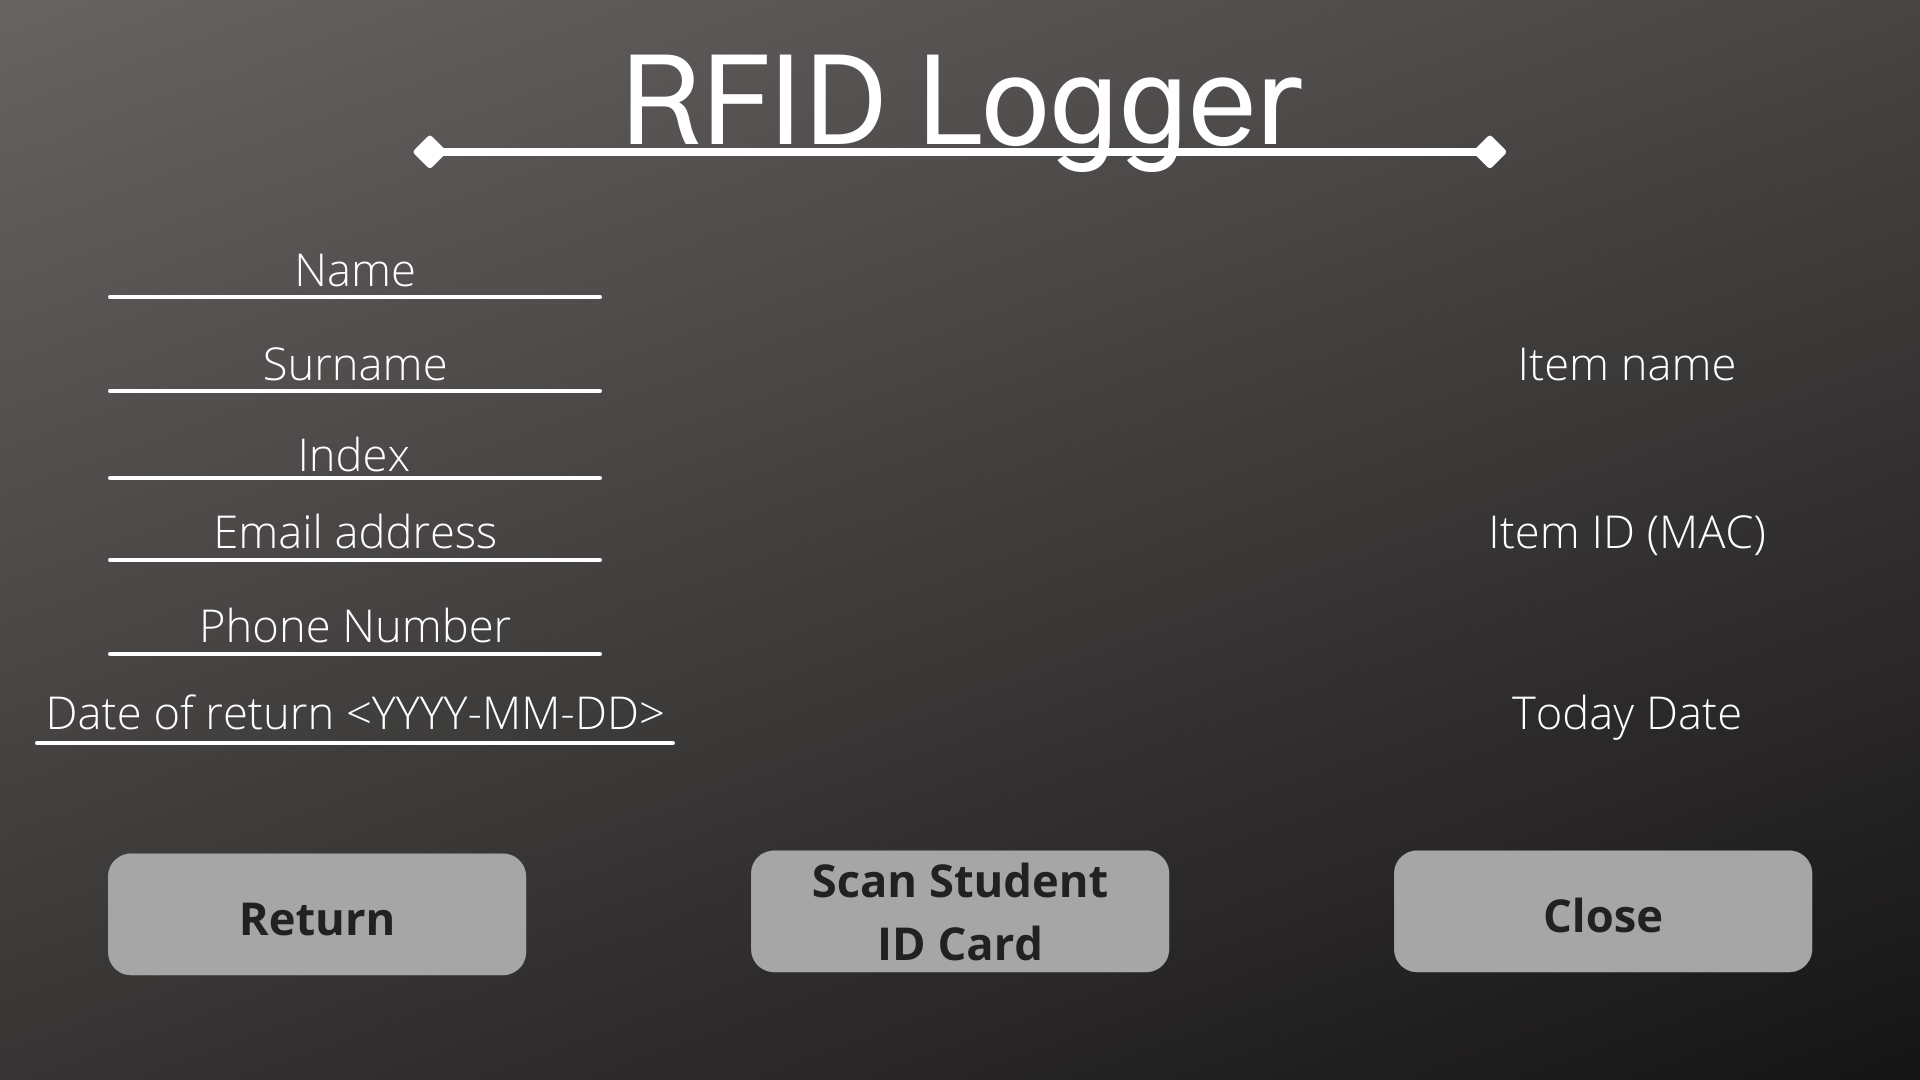 RFID Logger
Name
Surname
Item name
Index
Email address
Item ID (MAC)
Phone Number
Date of return <YYYY-MM-DD>
Today Date
Return
Scan Student
ID Card
Close